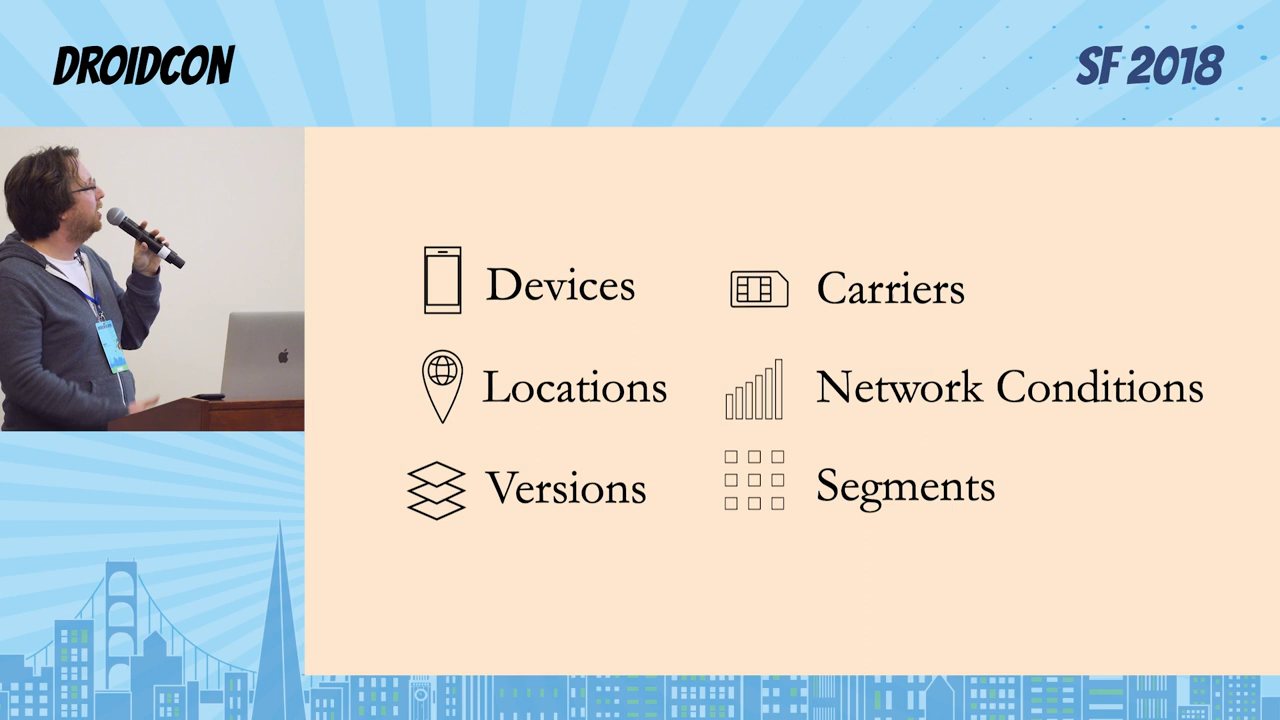 DROIDCON
SF 2018
Devices
Carriers
Locations
Network Conditions
Versions
Segments